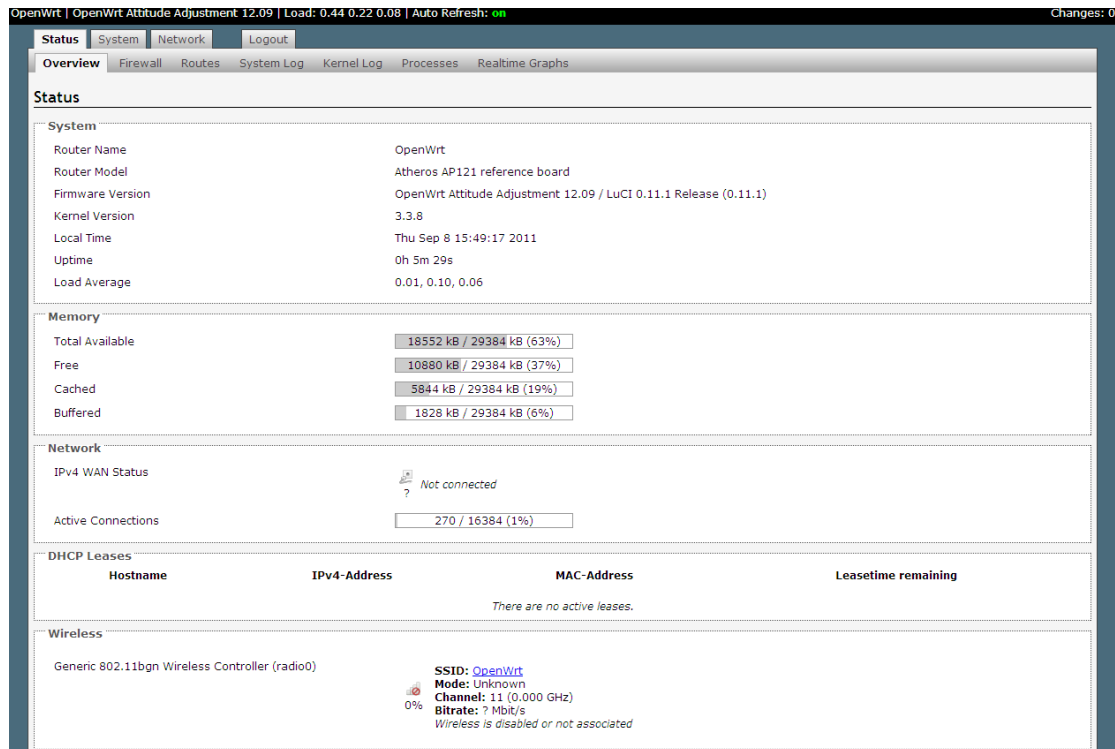 OpenWrt | OpenWrt Attitude Adjustment 12.09 | Load: 0.44 0.22 0.08 | Auto Refresh: on Changes: 0
Status System Network Logout
Overview Firewall Routes System Log Kernel Log Processes Realtime Graphs
Status
System
Router Name OpenWrt
Router Model Atheros AP121 reference board
Firmware Version OpenWrt Attitude Adjustment 12.09 / LuCI 0.11.1 Release (0.11.1)
Kernel Version 3.3.8
Local Time Thu Sep 8 15:49:17 2011
Uptime 0h 5m 29s
Load Average 0.01, 0.10, 0.06
Memory
Total Available 18552 kB / 29384 kB (63%)
Free 10880 kB / 29384 kB (37%)
Cached 5844 kB / 29384 kB (19%)
Buffered 1828 kB / 29384 kB (6%)
Network
IPv4 WAN Status ? Not connected
Active Connections 270 / 16384 (1%)
DHCP Leases
Hostname IPv4-Address MAC-Address Leasetime remaining
There are no active leases.
Wireless
Generic 802.11bgn Wireless Controller (radio0) SSID: OpenWrt
Mode: Unknown
0% Channel: 11 (0.000 GHz)
Bitrate: ? Mbit/s
Wireless is disabled or not associated